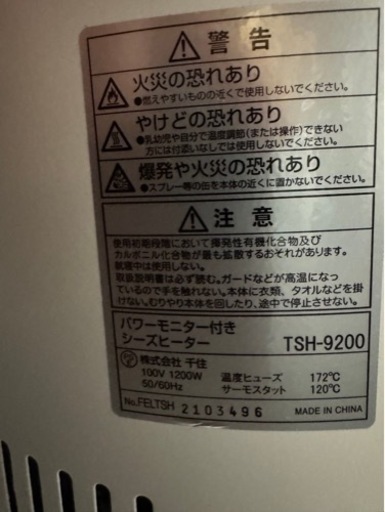 警告
火災の恐れあり
●燃えやすいものの近くで使用しないでください。
やけどの恐れあり
●乳幼児や自分で温度調節(または操作)できない
方には付添いなしでは使用しないでください。
爆発や火災の恐れあり
●スプレー等の缶を本体の近くに置かないでください。
注意
使用初期段階において揮発性有機化合物及び
カルボニル化合物が最も拡散するおそれがあります。
就寝中は使用しない。
取扱説明書は必ず読む。ガードなどが高温になっ
ているので手を触れない。本体に衣類、タオルなどを掛
けない。むりやり本体を回したり、途中で停止させない。
パワーモニター付き
シーズヒーター TSH-9200
株式会社 千住
100V 1200W 温度ヒューズ 172℃
50/60Hz サーモスタット 120℃
No.FELTSH 2103496 MADE IN CHINA